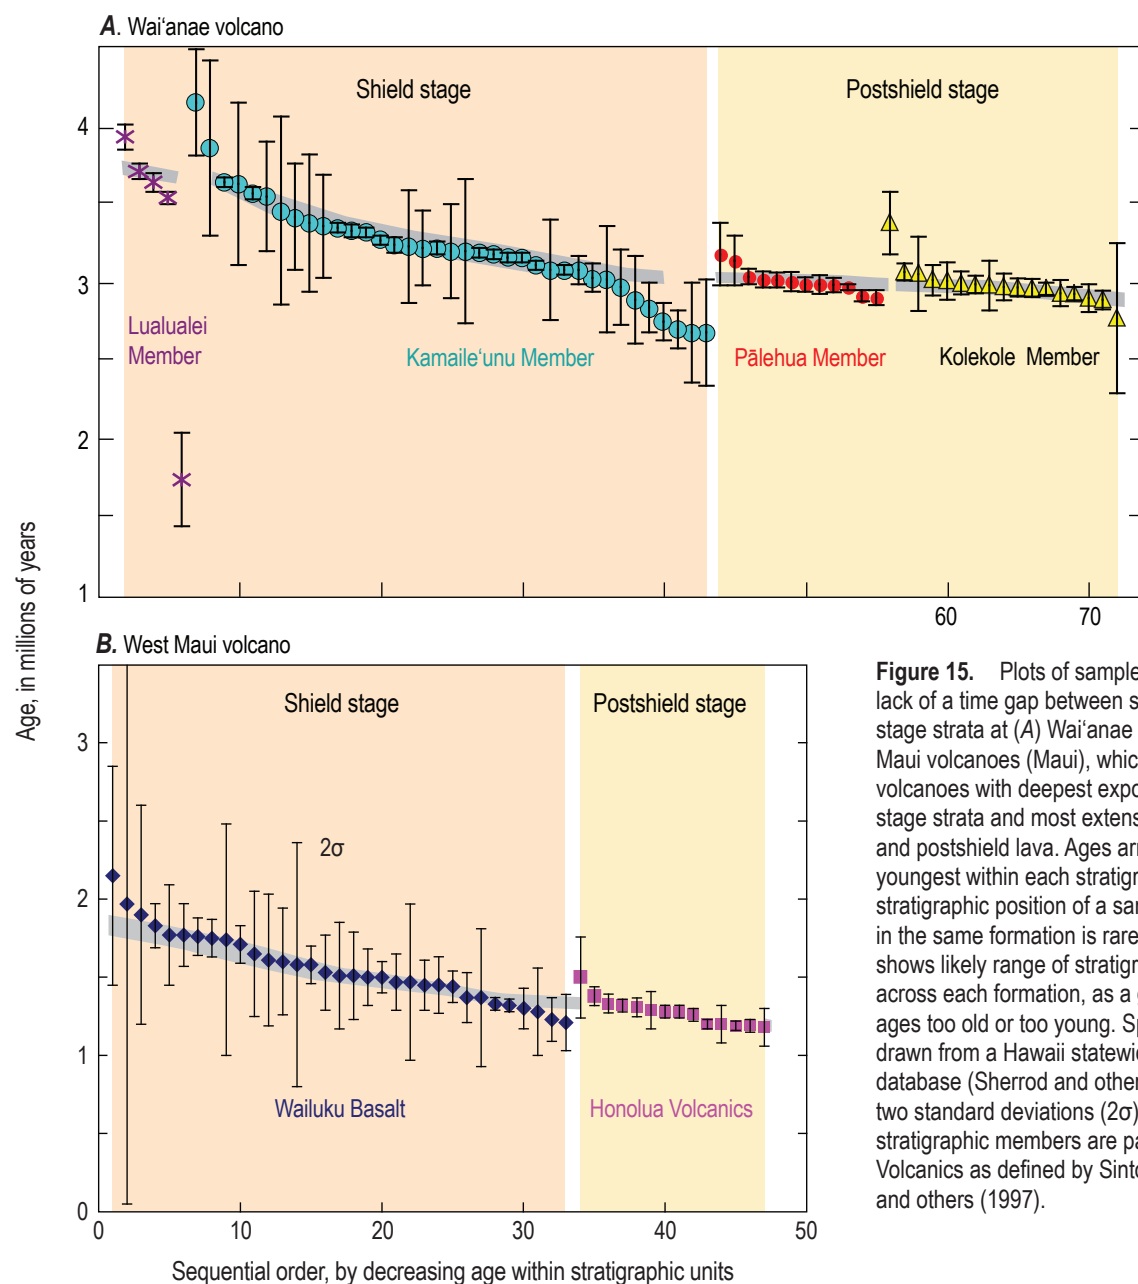 A. Wai‘anae volcano
Shield stage
Postshield stage
4
3
2
1
Lualualei
Member
Kamaile‘unu Member
Pālehua Member
Kolekole Member
60
70
Age, in millions of years
B. West Maui volcano
Shield stage
Postshield stage
3
2
1
0
2σ
Wailuku Basalt
Honolua Volcanics
0
10
20
30
40
50
Sequential order, by decreasing age within stratigraphic units
Figure 15. Plots of sample
lack of a time gap between s
stage strata at (A) Wai‘anae
Maui volcanoes (Maui), whic
volcanoes with deepest expo
stage strata and most extens
and postshield lava. Ages arr
youngest within each stratigr
stratigraphic position of a sar
in the same formation is rare
shows likely range of stratigr
across each formation, as a g
ages too old or too young. Sp
drawn from a Hawaii statewic
database (Sherrod and other
two standard deviations (2σ)
stratigraphic members are pa
Volcanics as defined by Sinto
and others (1997).